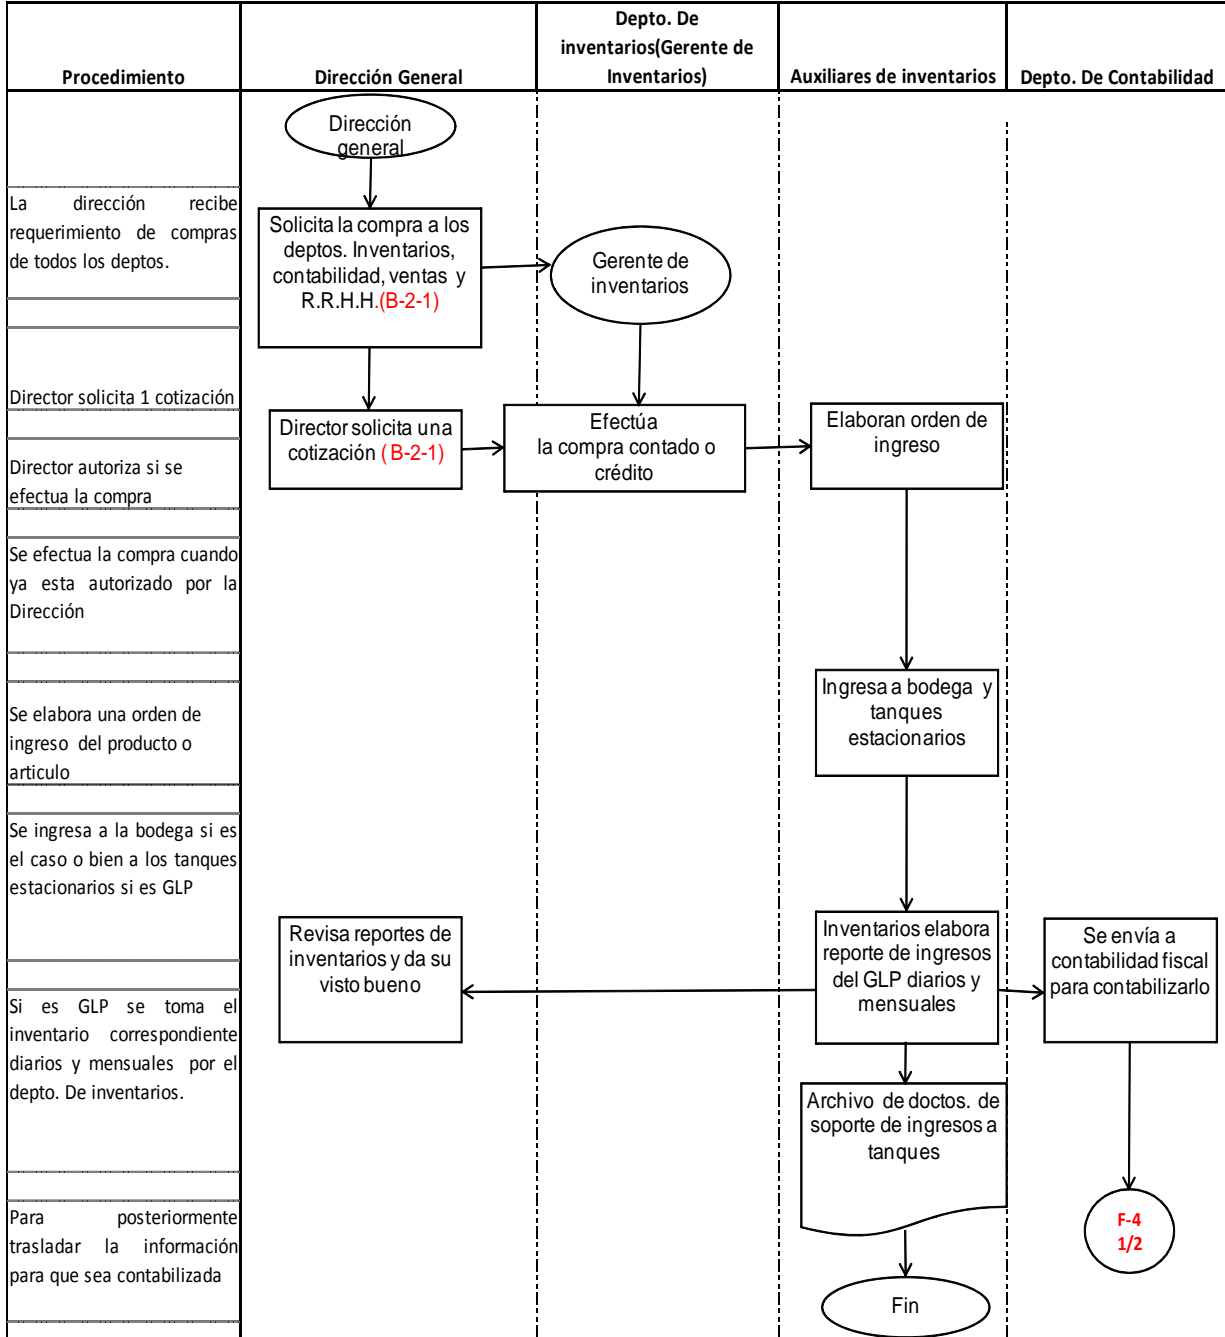 Procedimiento
Dirección General
Depto. De
inventarios(Gerente de
Inventarios)
Auxiliares de inventarios
Depto. De Contabilidad
Dirección
general
La dirección recibe
requerimiento de compras
de todos los deptos.
Solicita la compra a los
deptos. Inventarios,
contabilidad, ventas y
R.R.H.H.(B-2-1)
Gerente de
inventarios
Director solicita 1 cotización
Director solicita una
cotización ( B-2-1)
Efectúa
la compra contado o
crédito
Elaboran orden de
ingreso
Director autoriza si se
efectua la compra
Se efectua la compra cuando
ya esta autorizado por la
Dirección
Ingresa a bodega y
tanques
estacionarios
Se elabora una orden de
ingreso del producto o
articulo
Se ingresa a la bodega si es
el caso o bien a los tanques
estacionarios si es GLP
Revisa reportes de
inventarios y da su
visto bueno
Inventarios elabora
reporte de ingresos
del GLP diarios y
mensuales
Se envía a
contabilidad fiscal
para contabilizarlo
Si es GLP se toma el
inventario correspondiente
diarios y mensuales por el
depto. De inventarios.
Archivo de doctos. de
soporte de ingresos a
tanques
Para posteriormente
trasladar la información
para que sea contabilizada
F-4
1/2
Fin